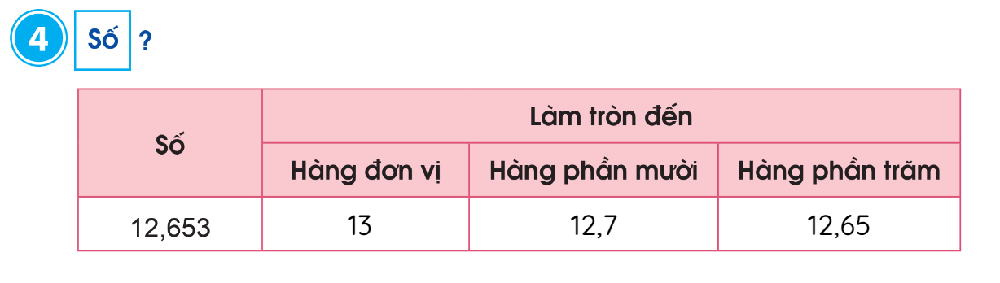 4 Số ?
Số
Làm tròn đến
Hàng đơn vị Hàng phần mười Hàng phần trăm
12,653 13 12,7 12,65